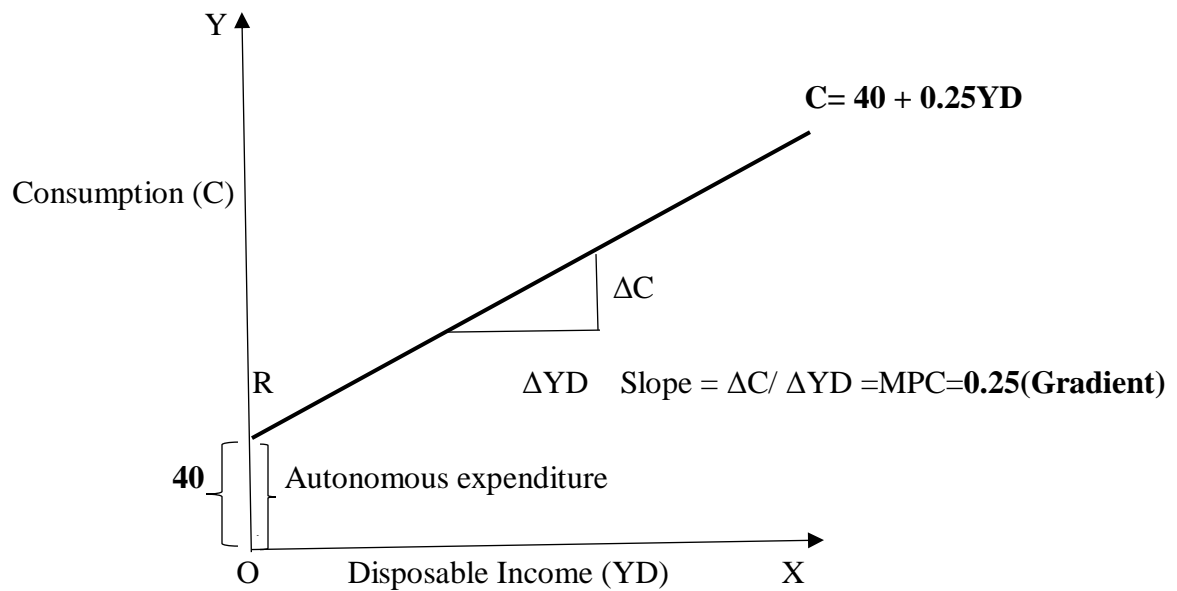 Y
C= 40 + 0.25YD
Consumption (C)
ΔC
R
ΔYD Slope = ΔC/ ΔYD =MPC=0.25(Gradient)
40 Autonomous expenditure
O Disposable Income (YD) X